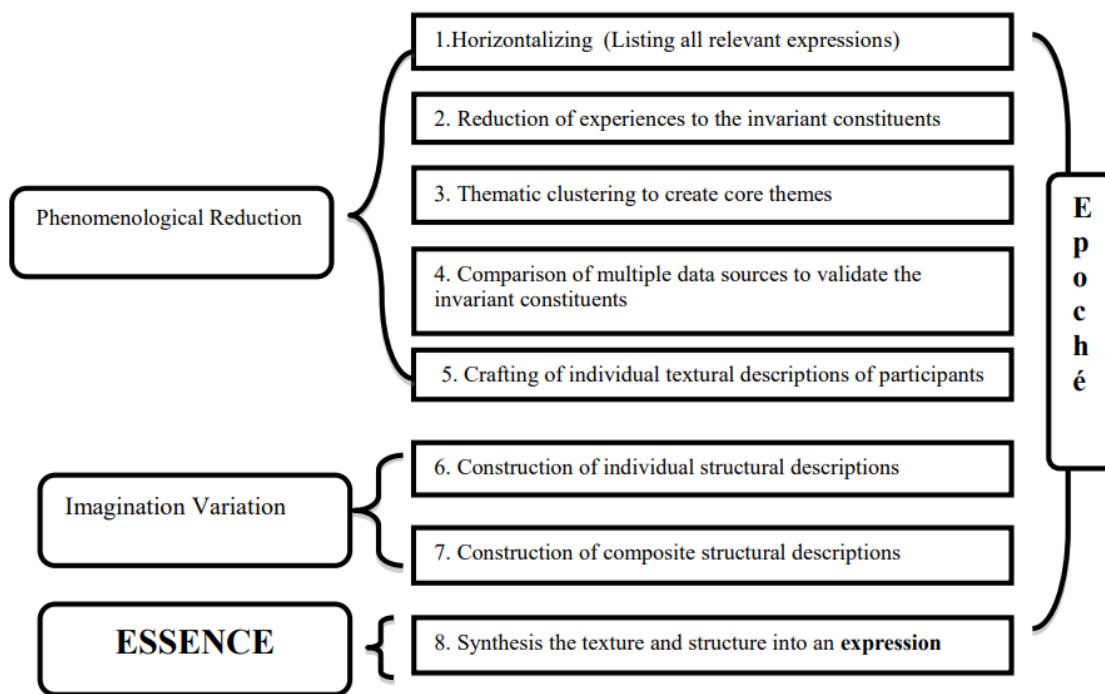 1.Horizontalizing (Listing all relevant expressions)
2. Reduction of experiences to the invariant constituents
3. Thematic clustering to create core themes
Phenomenological Reduction
4. Comparison of multiple data sources to validate the
invariant constituents
5. Crafting of individual textural descriptions of participants
E
p
o
c
h
é
6. Construction of individual structural descriptions
Imagination Variation
7. Construction of composite structural descriptions
ESSENCE
8. Synthesis the texture and structure into an expression